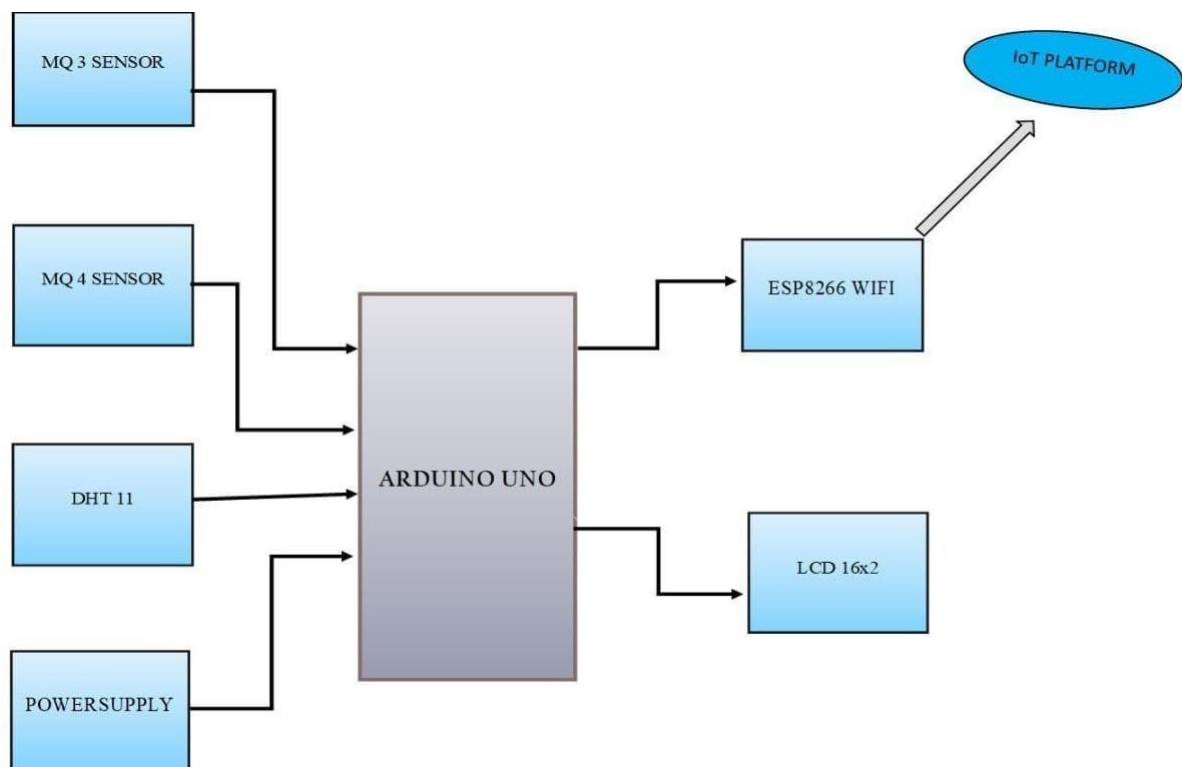 MQ 3 SENSOR
IoT PLATFORM
MQ 4 SENSOR
ESP8266 WIFI
ARDUINO UNO
DHT 11
LCD 16x2
POWERSUPPLY